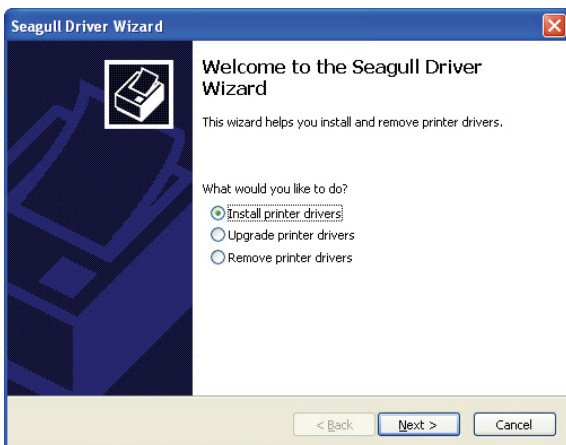 Seagull Driver Wizard
Welcome to the Seagull Driver
Wizard
This wizard helps you install and remove printer drivers.
What would you like to do?
Install printer drivers
Upgrade printer drivers
Remove printer drivers
< Back
Next >
Cancel